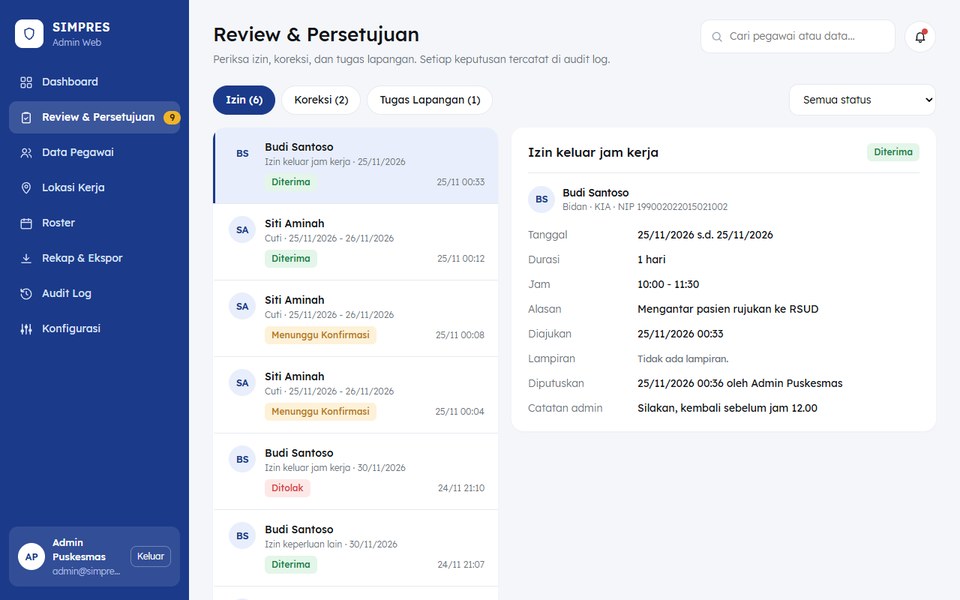 SIMPRES
Admin Web
Dashboard
Review & Persetujuan 9
Data Pegawai
Lokasi Kerja
Roster
Rekap & Ekspor
Audit Log
Konfigurasi
AP
Admin Puskesmas
admin@simpre...
Keluar
Review & Persetujuan
Periksa izin, koreksi, dan tugas lapangan. Setiap keputusan tercatat di audit log.
Cari pegawai atau data...
Izin (6)
Koreksi (2)
Tugas Lapangan (1)
Semua status
BS
Budi Santoso
Izin keluar jam kerja · 25/11/2026
Diterima 25/11 00:33
SA
Siti Aminah
Cuti · 25/11/2026 - 26/11/2026
Diterima 25/11 00:12
SA
Siti Aminah
Cuti · 25/11/2026 - 26/11/2026
Menunggu Konfirmasi 25/11 00:08
SA
Siti Aminah
Cuti · 25/11/2026 - 26/11/2026
Menunggu Konfirmasi 25/11 00:04
BS
Budi Santoso
Izin keluar jam kerja · 30/11/2026
Ditolak 24/11 21:10
BS
Budi Santoso
Izin keperluan lain · 30/11/2026
Diterima 24/11 21:07
Izin keluar jam kerja Diterima
BS
Budi Santoso
Bidan · KIA · NIP 199002022015021002
Tanggal 25/11/2026 s.d. 25/11/2026
Durasi 1 hari
Jam 10:00 - 11:30
Alasan Mengantar pasien rujukan ke RSUD
Diajukan 25/11/2026 00:33
Lampiran Tidak ada lampiran.
Diputuskan 25/11/2026 00:36 oleh Admin Puskesmas
Catatan admin Silakan, kembali sebelum jam 12.00